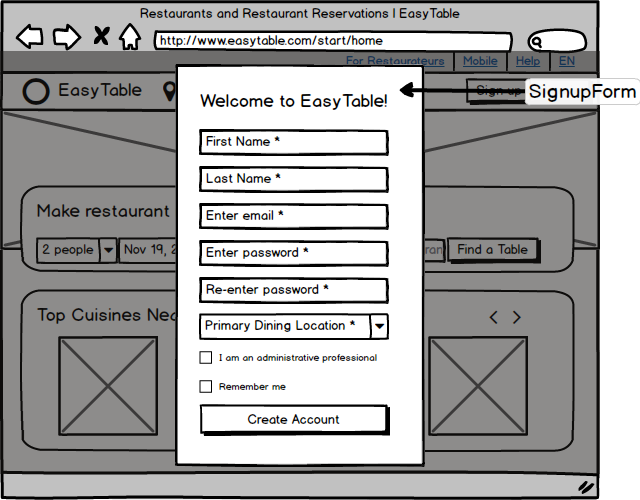 Restaurants and Restaurant Reservations | EasyTable
http://www.easytable.com/start/home
For Restaurateurs
Mobile
Help
EN
EasyTable
Sign up
SignupForm
Welcome to EasyTable!
First Name *
Last Name *
Enter email *
Enter password *
Re-enter password *
Primary Dining Location *
I am an administrative professional
Remember me
Create Account
Make restaurant
2 people
Nov 19, 2
Find a Table
Top Cuisines